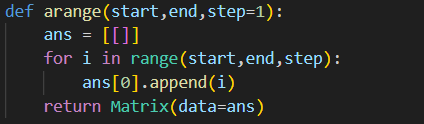 def arange(start,end,step=1):
    ans = [[]]
    for i in range(start,end,step):
        ans[0].append(i)
    return Matrix(data=ans)